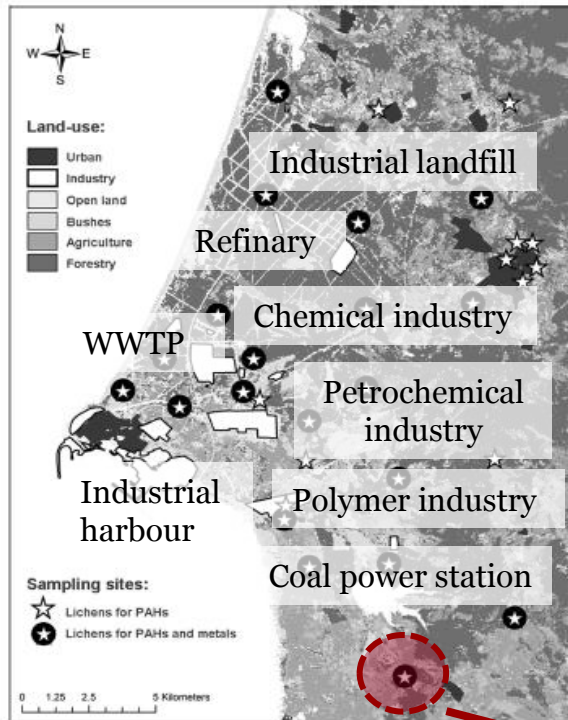 N
W E
S
Land-use:
Urban
Industry
Open land
Bushes
Agriculture
Forestry
Industrial landfill
Refinary
Chemical industry
WWTP
Petrochemical
industry
Industrial
harbour
Polymer industry
Coal power station
Sampling sites:
Lichens for PAHs
Lichens for PAHs and metals
0 1.25 2.5 5 Kilometers